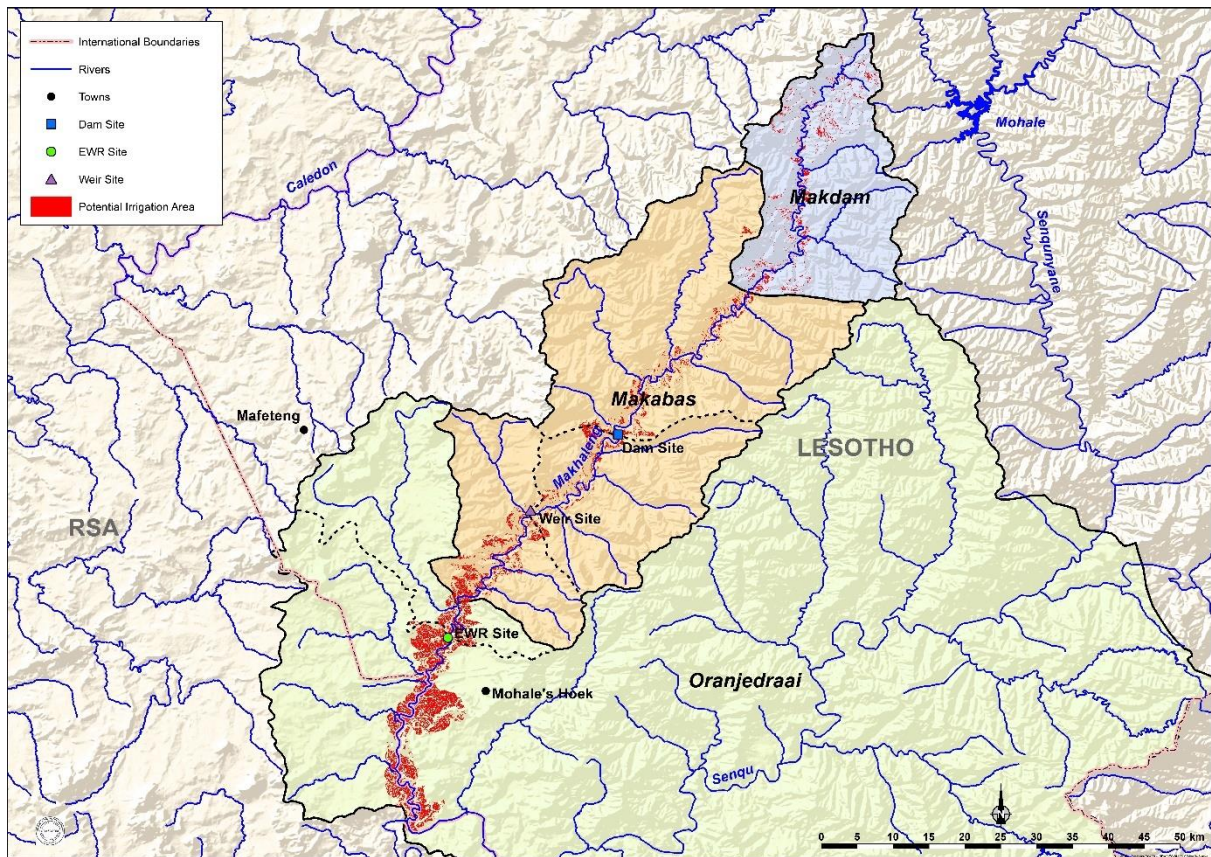 International Boundaries
Rivers
Towns
Dam Site
EWR Site
Weir Site
Potential Irrigation Area
Mohale
Caledon
Makdam
Senqunyane
Makabas
Mafeteng
Makhaleng
Dam Site
LESOTHO
Weir Site
RSA
EWR Site
Oranjedraai
Mohale's Hoek
Senqu
N
0 5 10 15 20 25 30 35 40 45 50 km